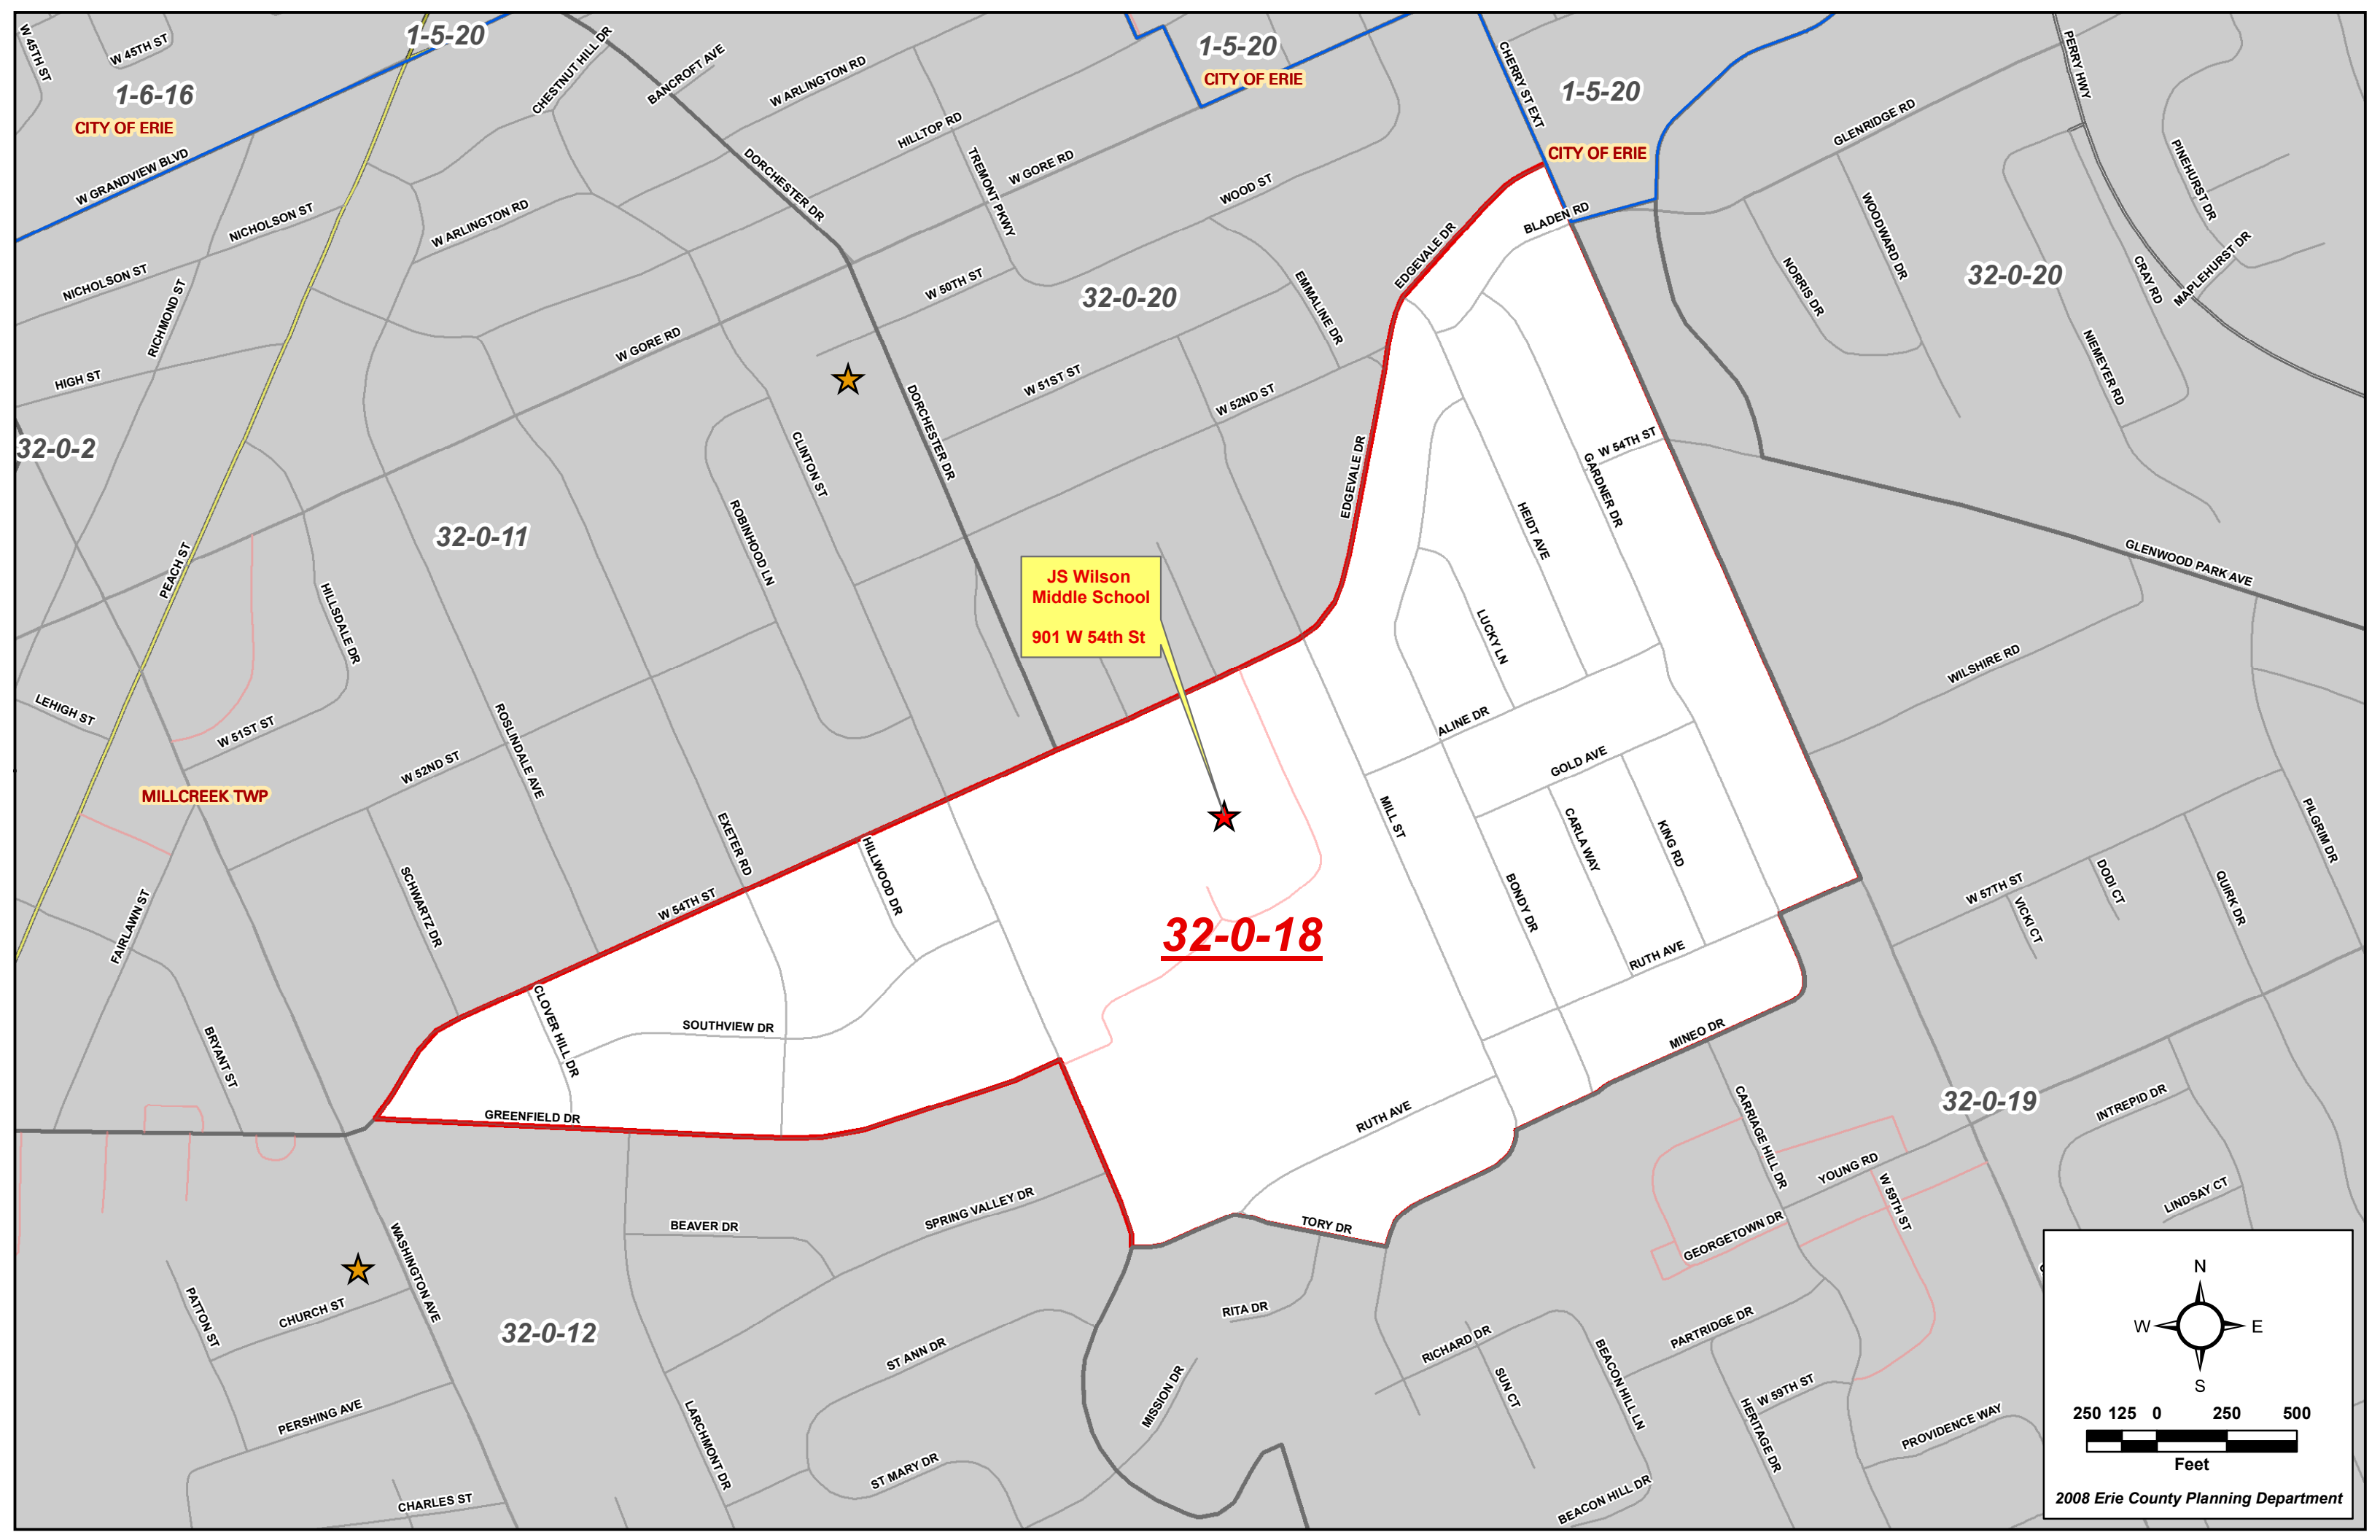 W 45TH ST
W 45TH ST
1-5-20
CHESTNUT HILL DR
BANCROFT AVE
W ARLINGTON RD
1-5-20
CITY OF ERIE
CHERRY ST EXT
1-5-20
PERRY HWY
1-6-16
CITY OF ERIE
HILLTOP RD
GLENRIDGE RD
CITY OF ERIE
W GRANDVIEW BLVD
DORCHESTER DR
TREMONT PKWY
W GORE RD
WOOD ST
PINEHURST DR
NICHOLSON ST
W ARLINGTON RD
EDGEVALE DR
BLADEN RD
WOODWARD DR
NICHOLSON ST
RICHMOND ST
W 50TH ST
32-0-20
EMMALINE DR
NORRIS DR
32-0-20
CRAY RD
MAPLEHURST DR
W GORE RD
HIGH ST
W 51ST ST
W 52ND ST
NIEMEYER RD
32-0-2
DORCHESTER DR
CLINTON ST
EDGEVALE DR
W 54TH ST
GARDNER DR
32-0-11
ROBINHOOD LN
HEIDT AVE
PEACH ST
GLENWOOD PARK AVE
JS Wilson
Middle School
901 W 54th St
HILLSDALE DR
LUCKY LN
WILSHIRE RD
LEHIGH ST
W 51ST ST
ROSLINDALE AVE
ALINE DR
W 52ND ST
GOLD AVE
MILLCREEK TWP
EXETER RD
MILL ST
CARLA WAY
KING RD
PILGRIM DR
HILLWOOD DR
SCHWARTZ DR
W 54TH ST
BONDY DR
W 57TH ST
DODI CT
VICKI CT
QUIRK DR
FAIRLAWN ST
32-0-18
RUTH AVE
CLOVER HILL DR
SOUTHVIEW DR
BRYANT ST
MINEO DR
GREENFIELD DR
RUTH AVE
CARRIAGE HILL DR
32-0-19
INTREPID DR
YOUNG RD
W 59TH ST
LINDSAY CT
SPRING VALLEY DR
BEAVER DR
TORY DR
GEORGETOWN DR
WASHINGTON AVE
PATTON ST
CHURCH ST
32-0-12
RITA DR
ST ANN DR
RICHARD DR
PARTRIDGE DR
BEACON HILL LN
SUN CT
MISSION DR
PERSHING AVE
LARCHMONT DR
W 59TH ST
HERITAGE DR
PROVIDENCE WAY
ST MARY DR
CHARLES ST
BEACON HILL DR
N
W
E
S
250 125 0 250 500
Feet
2008 Erie County Planning Department